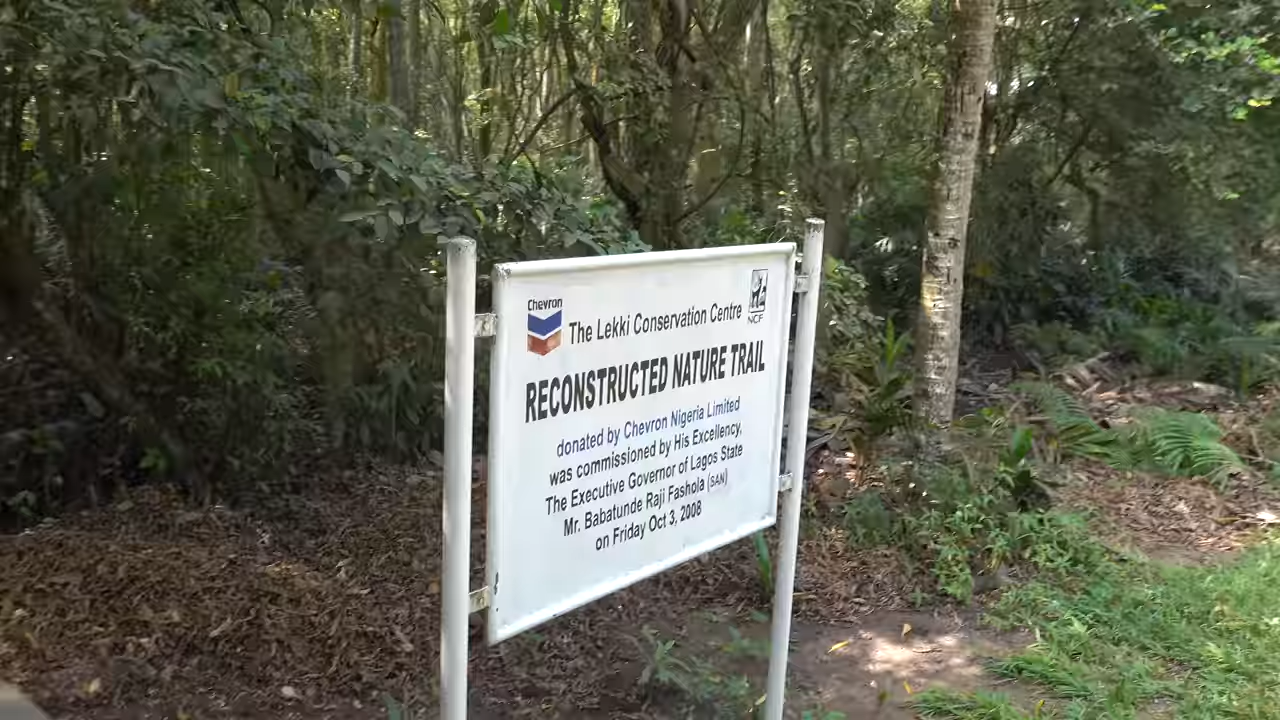 Chevron
The Lekki Conservation Centre
NCF
RECONSTRUCTED NATURE TRAIL
donated by Chevron Nigeria Limited
was commissioned by His Excellency,
The Executive Governor of Lagos State
Mr. Babatunde Raji Fashola (SAN)
on Friday Oct 3, 2008